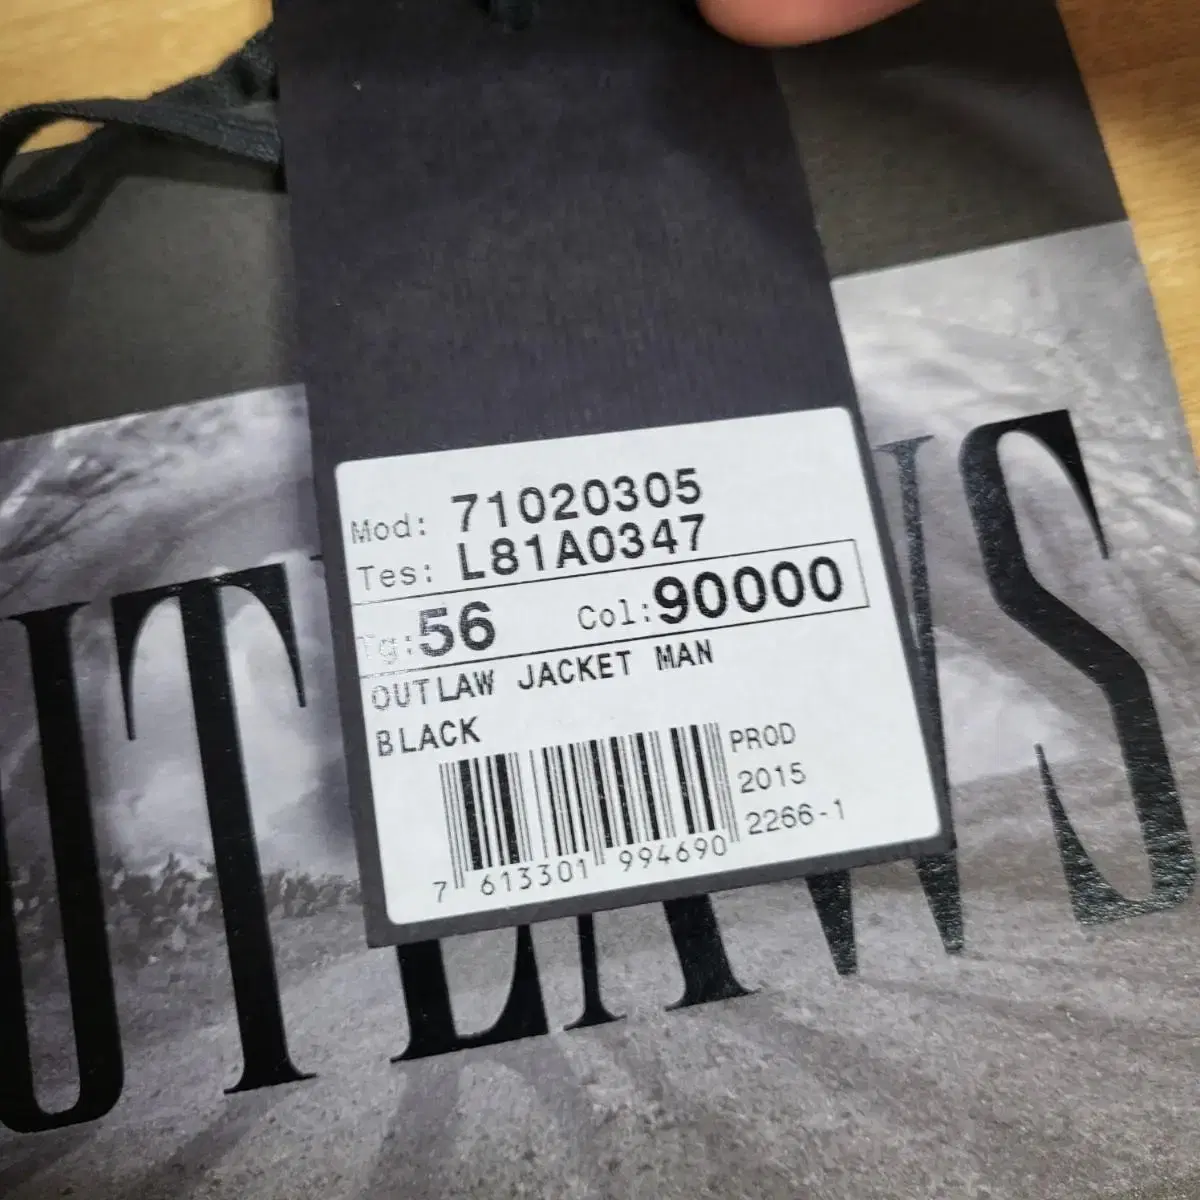 Mod: 71020305
Tes: L81A0347
Tg: 56 Col: 90000
OUTLAW JACKET MAN
BLACK
PROD
2015
2266-1
7 613301 994690
UTLAWS